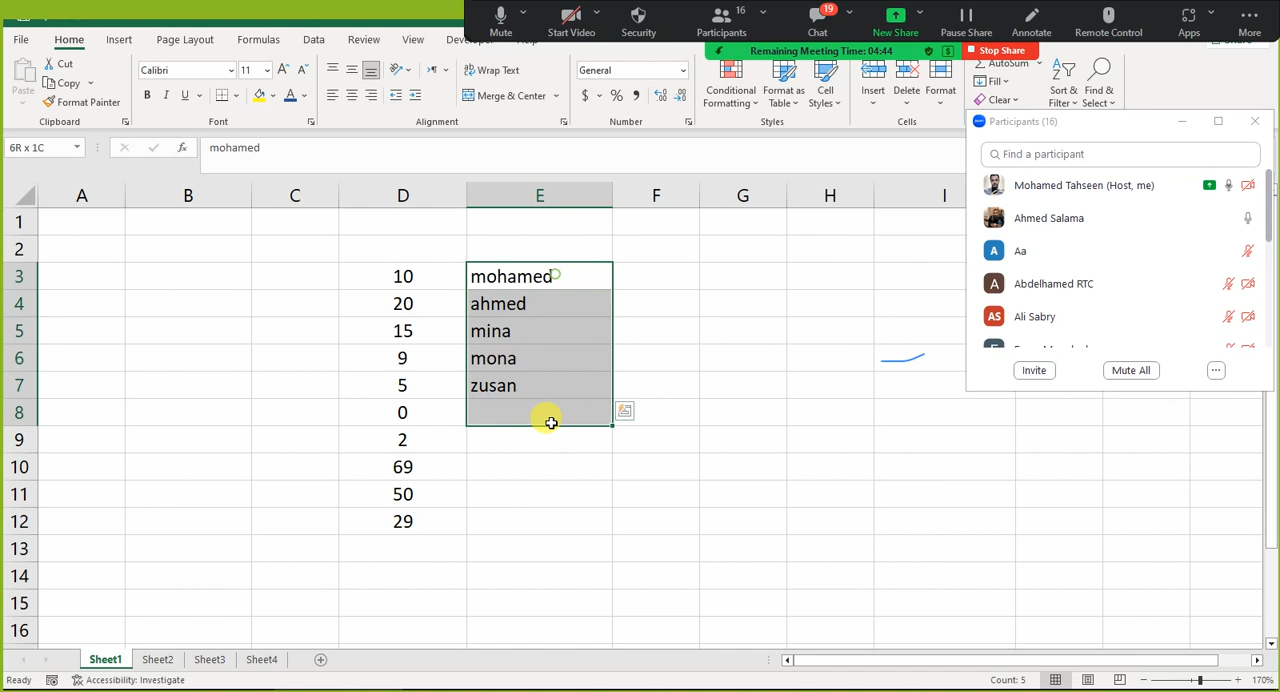 Mute
Start Video
Security
Participants 16
Chat 19
New Share
Pause Share
Annotate
Remote Control
Apps
More
Remaining Meeting Time: 04:44
Stop Share
File Home Insert Page Layout Formulas Data Review View
Paste
Cut
Copy
Format Painter
Clipboard
Calibri 11
B I U
Font
Wrap Text
Merge & Center
Alignment
General
$ % ,
Number
Conditional Formatting
Format as Table
Cell Styles
Styles
Insert
Delete
Format
Cells
AutoSum
Fill
Clear
Sort & Filter
Find & Select
6R x 1C
fx
mohamed
Participants (16)
Find a participant
Mohamed Tahseen (Host, me)
Ahmed Salama
A Aa
A Abdelhamed RTC
AS Ali Sabry
Invite
Mute All
A B C D E F G H I
1
2
3 10 mohamed
4 20 ahmed
5 15 mina
6 9 mona
7 5 zusan
8 0
9 2
10 69
11 50
12 29
13
14
15
16
Sheet1 Sheet2 Sheet3 Sheet4
Ready
Accessibility: Investigate
Count: 5
170%